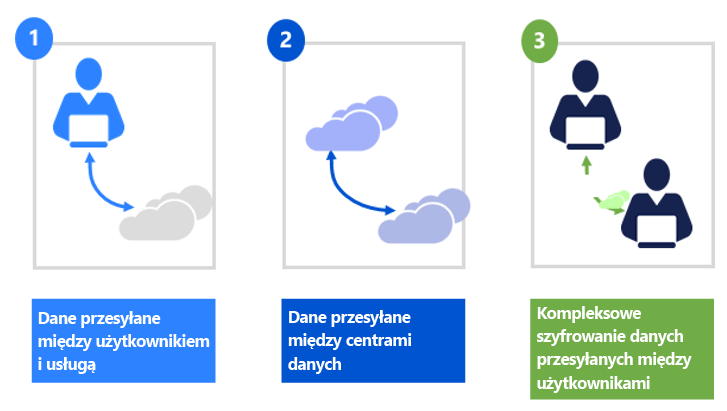 1
2
3
Dane przesyłane
między użytkownikiem
i usługą
Dane przesyłane
między centrami
danych
Kompleksowe
szyfrowanie danych
przesyłanych między
użytkownikami